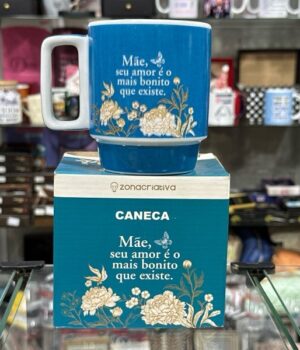 Mãe,
seu amor é o
mais bonito
que existe.
zonacriativa
CANECA
Mãe,
seu amor é o
mais bonito
que existe.